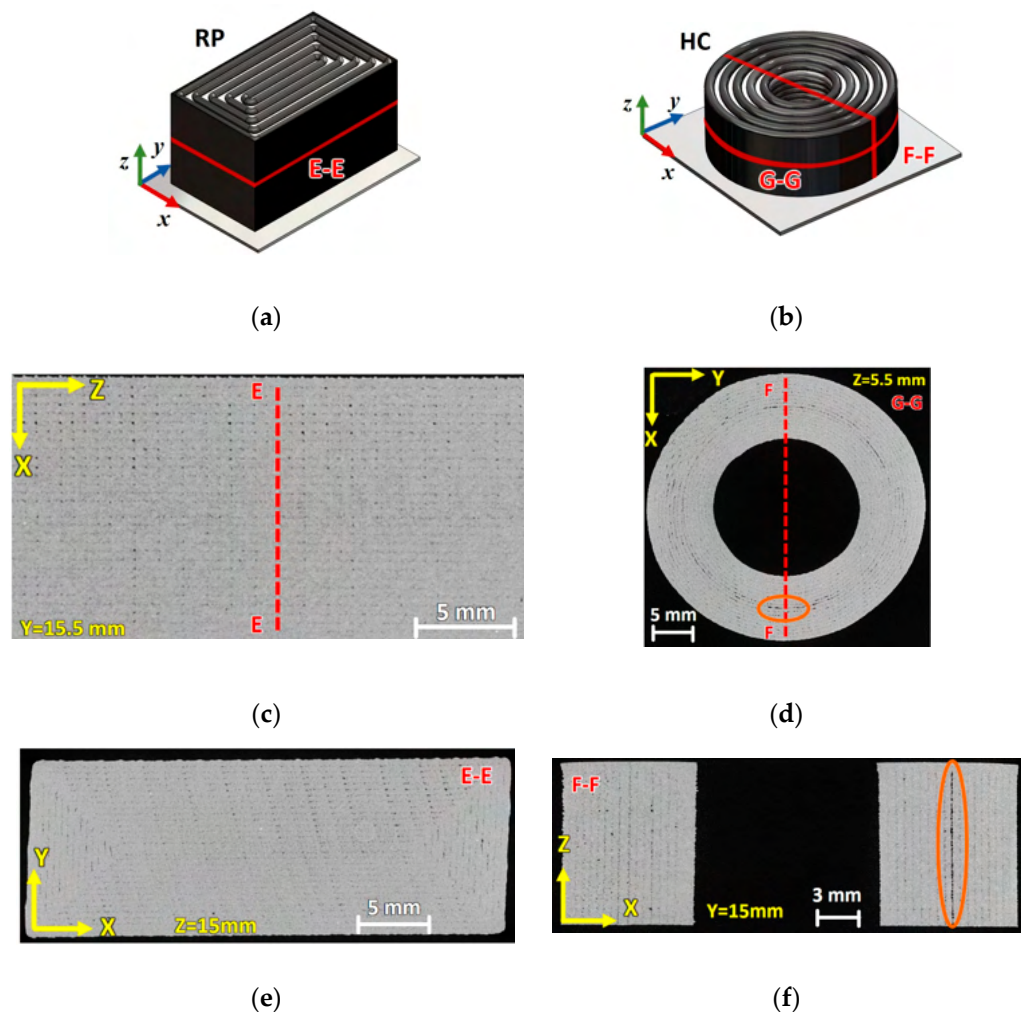 RP
HC
z
y
x
E-E
z
y
x
F-F
G-G
(a)
(b)
Z
X
E
E
Y=15.5 mm
5 mm
Y
X
Z=5.5 mm
G-G
F
F
5 mm
(c)
(d)
E-E
Y
X
Z=15mm
5 mm
F-F
Z
X
Y=15mm
3 mm
(e)
(f)